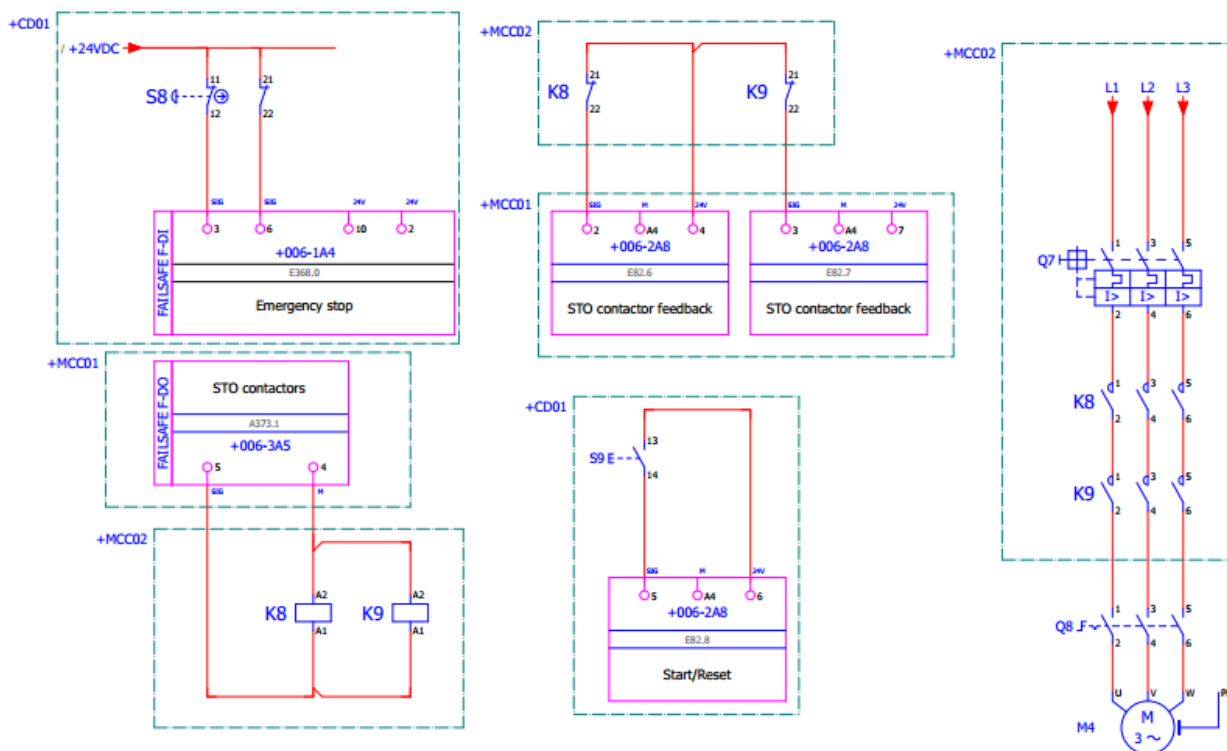 +CD01
/ +24VDC
S8
11
12
21
22
SIG
SIG
24V
24V
3
6
10
2
FAILSAFE F-DI
+006-1A4
E368.0
Emergency stop
+MCC01
FAILSAFE F-DO
STO contactors
A373.1
+006-3A5
5
4
SIG
M
+MCC02
K8
A2
A1
K9
A2
A1
+MCC02
K8
21
22
K9
21
22
+MCC01
SIG
M
24V
2
A4
4
+006-2A8
E82.6
STO contactor feedback
SIG
M
24V
3
A4
7
+006-2A8
E82.7
STO contactor feedback
+CD01
S9 E
13
14
SIG
M
24V
5
A4
6
+006-2A8
E82.8
Start/Reset
+MCC02
L1
L2
L3
Q7
1
3
5
I>
I>
I>
2
4
6
K8
1
3
5
2
4
6
K9
1
3
5
2
4
6
Q8
1
3
5
2
4
6
U
V
W
M4
M
3 ~